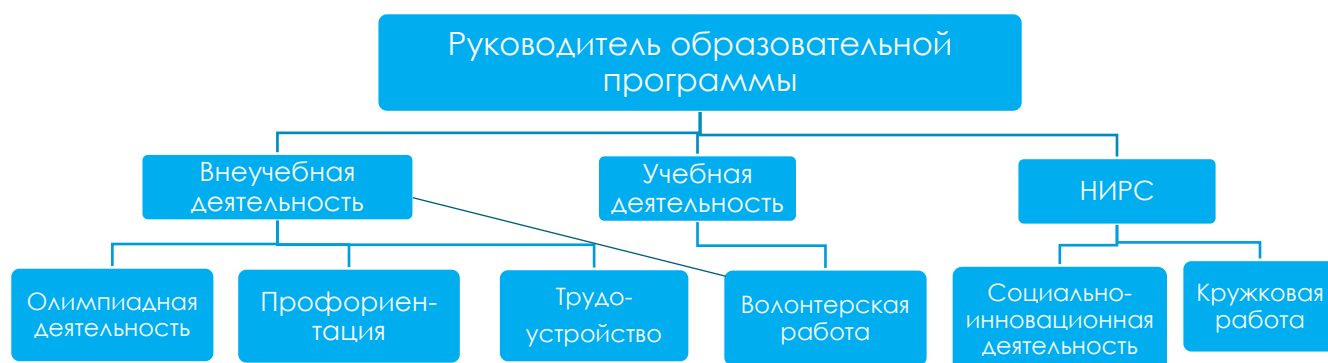 Руководитель образовательной
программы
Внеучебная
деятельность
Учебная
деятельность
НИРС
Олимпиадная
деятельность
Профориен-
тация
Трудо-
устройство
Волонтерская
работа
Социально-
инновационная
деятельность
Кружковая
работа